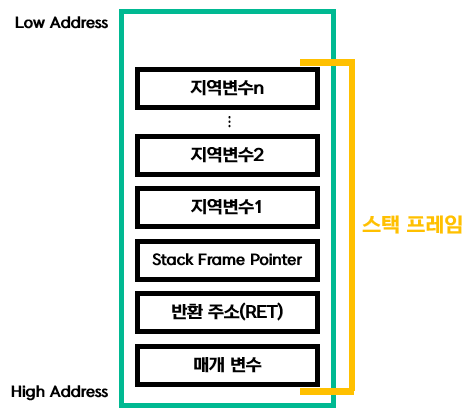 Low Address
지역변수n
⋮
지역변수2
지역변수1
스택 프레임
Stack Frame Pointer
반환 주소(RET)
매개 변수
High Address